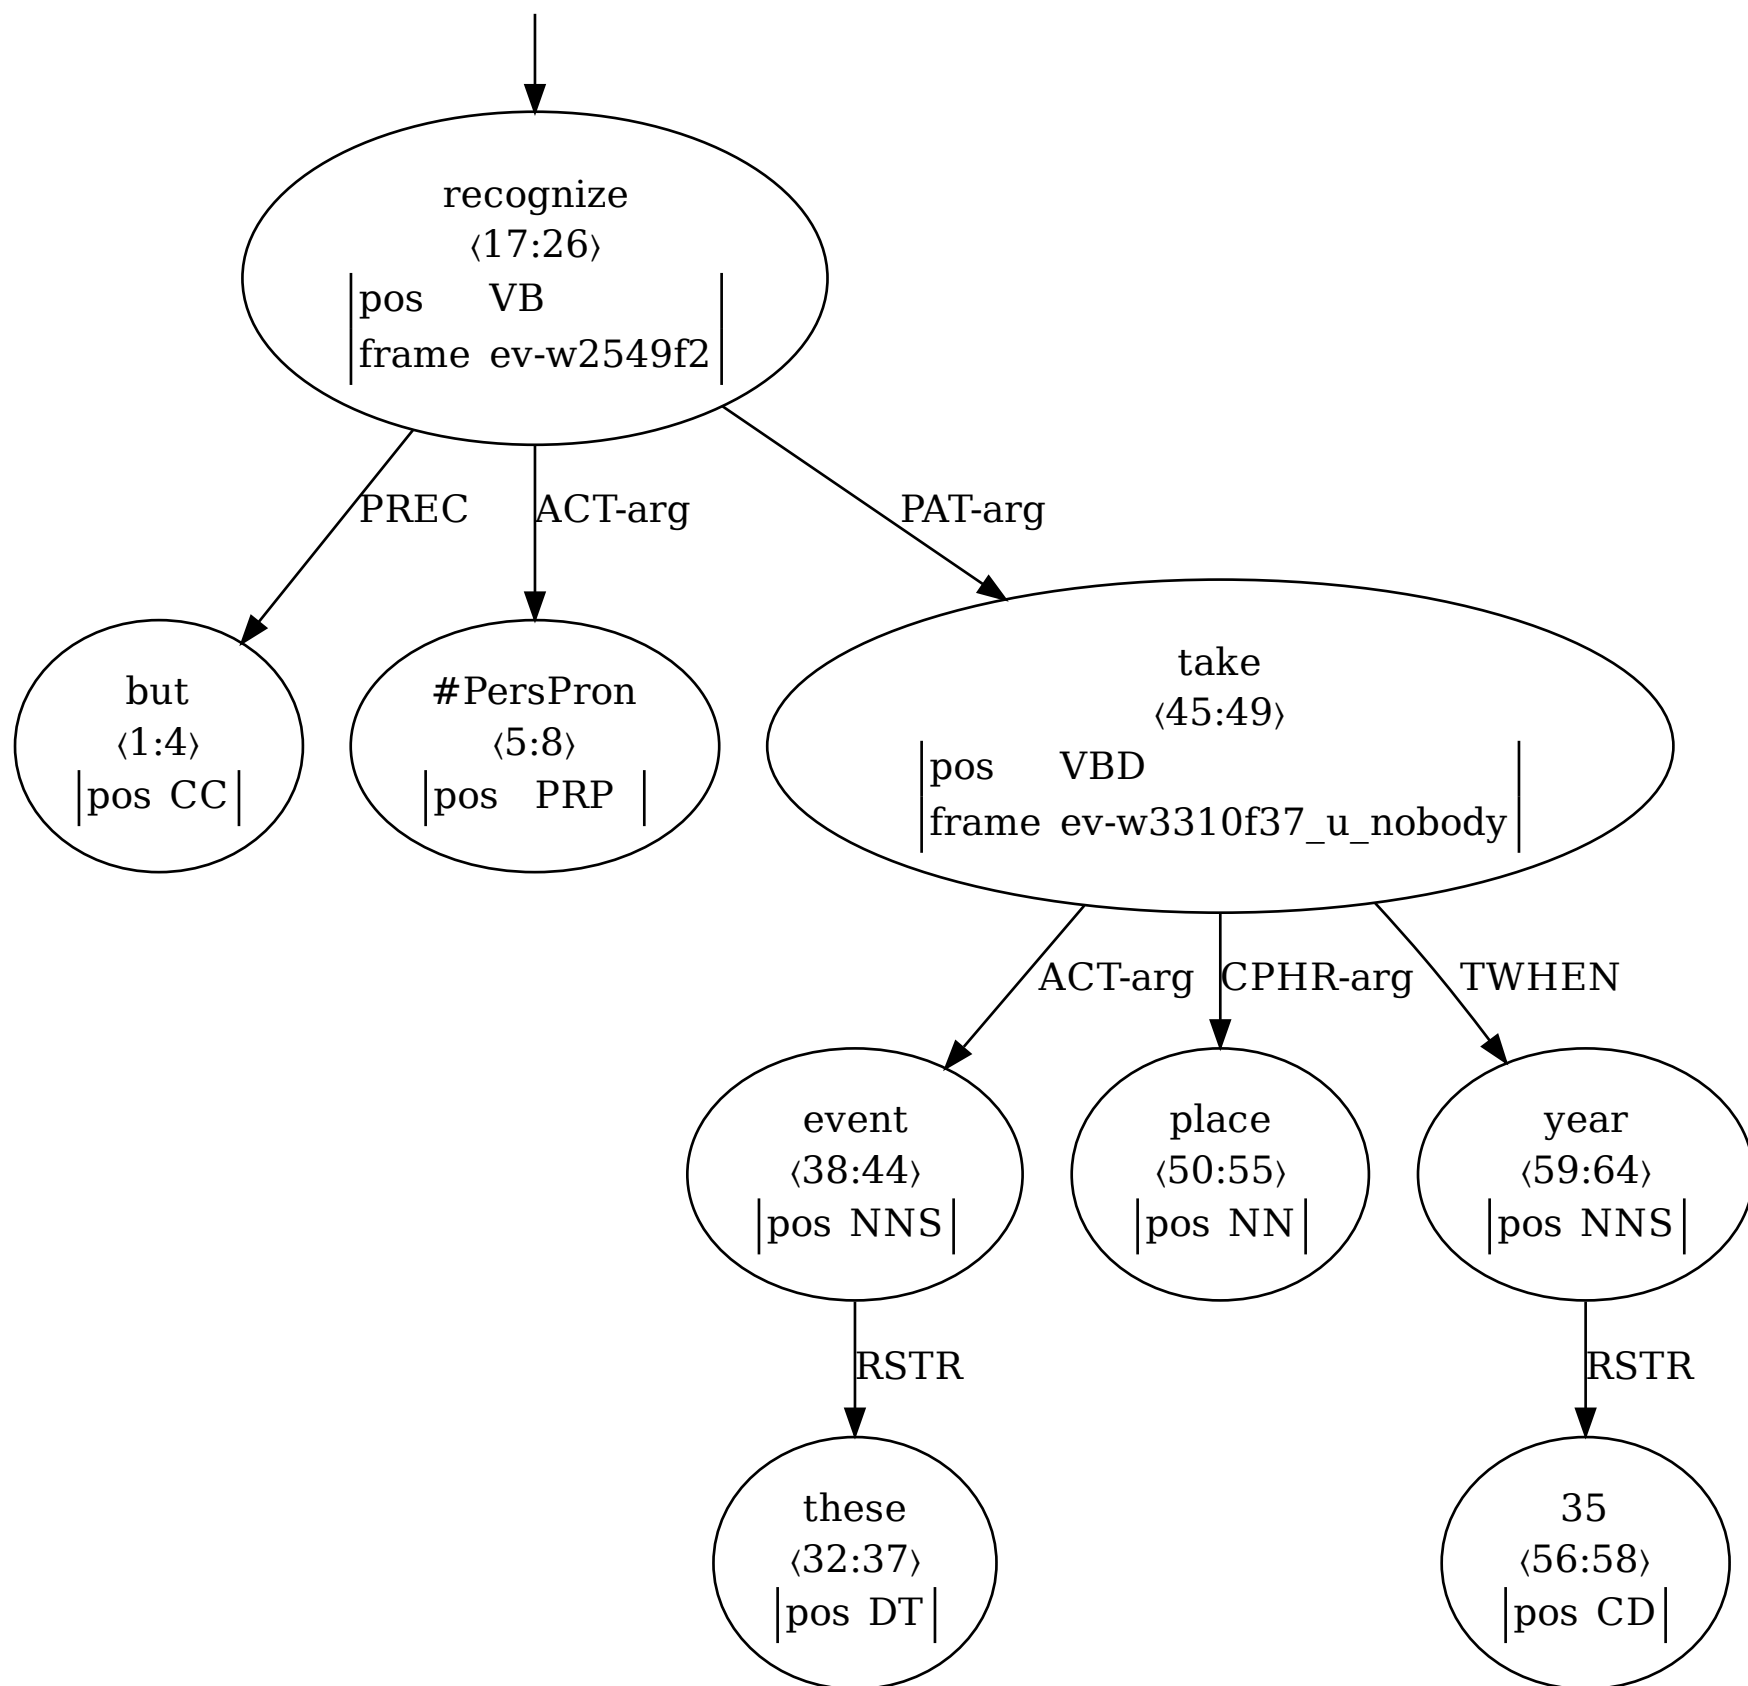 recognize
⟨17:26⟩
pos VB
frame ev-w2549f2
PREC
ACT-arg
PAT-arg
but
⟨1:4⟩
pos CC
#PersPron
⟨5:8⟩
pos PRP
take
⟨45:49⟩
pos VBD
frame ev-w3310f37_u_nobody
ACT-arg
CPHR-arg
TWHEN
event
⟨38:44⟩
pos NNS
place
⟨50:55⟩
pos NN
year
⟨59:64⟩
pos NNS
RSTR
RSTR
these
⟨32:37⟩
pos DT
35
⟨56:58⟩
pos CD